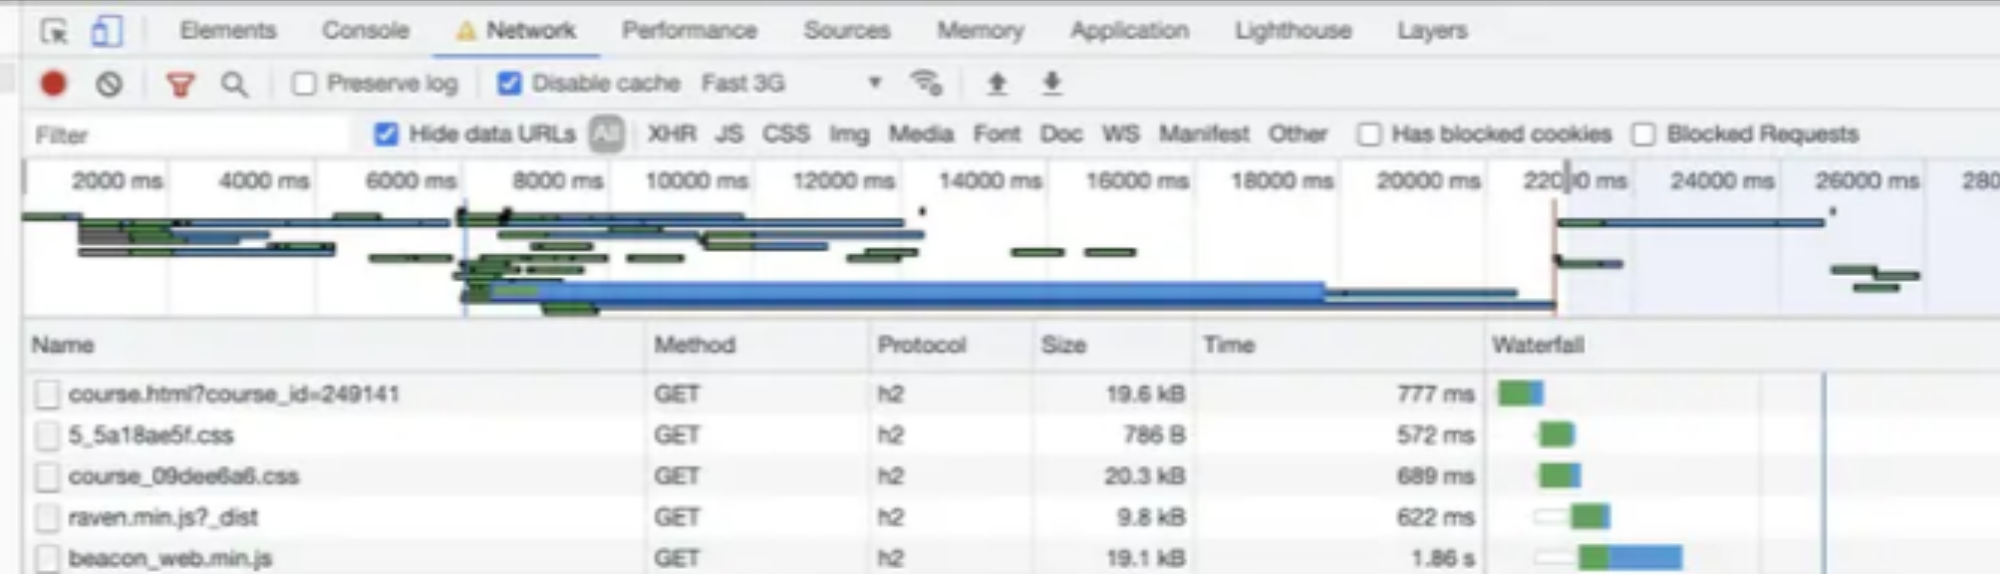 Elements Console Network Performance Sources Memory Application Lighthouse Layers
Preserve log Disable cache Fast 3G
Filter Hide data URLs All XHR JS CSS Img Media Font Doc WS Manifest Other Has blocked cookies Blocked Requests
2000 ms 4000 ms 6000 ms 8000 ms 10000 ms 12000 ms 14000 ms 16000 ms 18000 ms 20000 ms 22000 ms 24000 ms 26000 ms 280
Name Method Protocol Size Time Waterfall
course.html?course_id=249141 GET h2 19.6 kB 777 ms
5_5a18ae5f.css GET h2 786 B 572 ms
course_09dee6a6.css GET h2 20.3 kB 689 ms
raven.min.js?_dist GET h2 9.8 kB 622 ms
beacon_web.min.js GET h2 19.1 kB 1.86 s